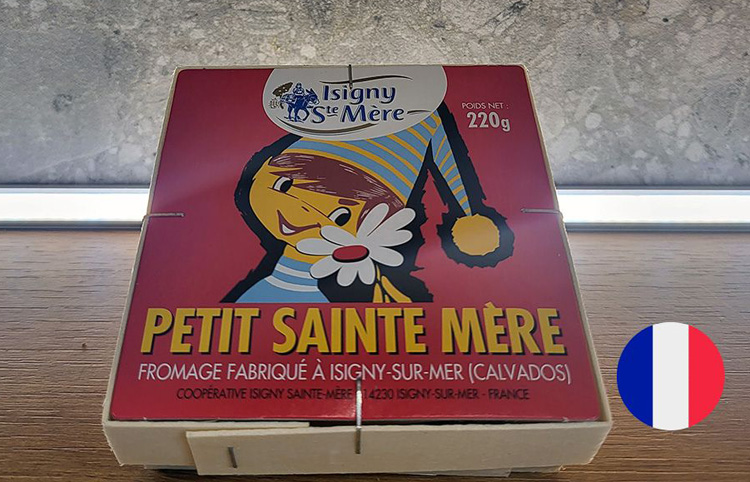 Isigny
Ste Mère
POIDS NET :
220g
PETIT SAINTE MÈRE
FROMAGE FABRIQUÉ À ISIGNY-SUR-MER (CALVADOS)
COOPÉRATIVE ISIGNY SAINTE-MÈRE 14230 ISIGNY-SUR-MER - FRANCE